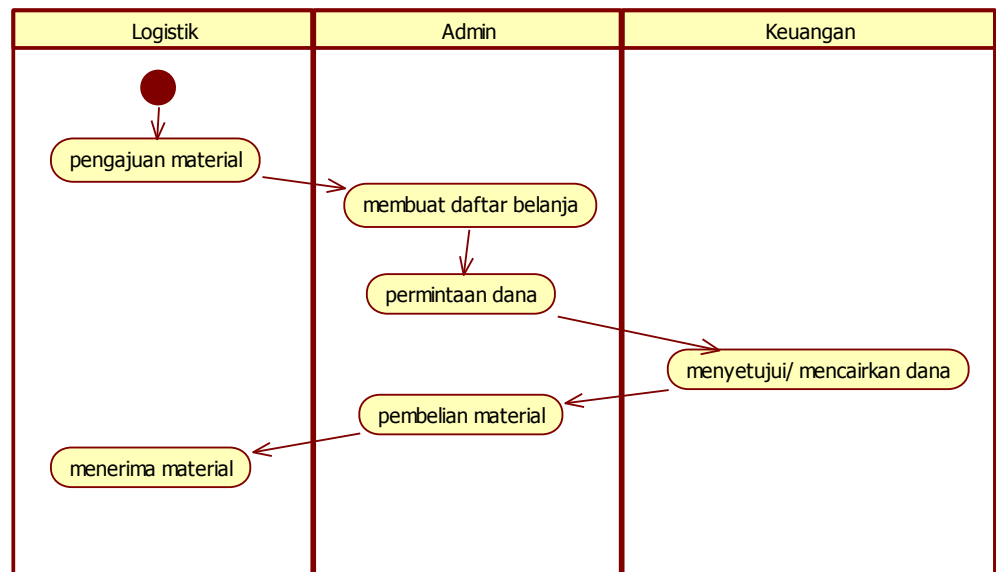 Logistik
Admin
Keuangan
pengajuan material
membuat daftar belanja
permintaan dana
menyetujui/ mencairkan dana
pembelian material
menerima material